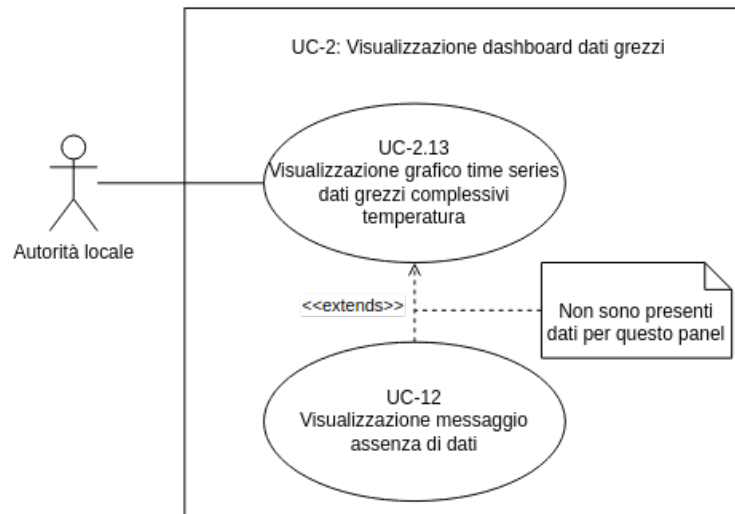 UC-2: Visualizzazione dashboard dati grezzi
UC-2.13
Visualizzazione grafico time series
dati grezzi complessivi
temperatura
Autorità locale
<<extends>>
Non sono presenti
dati per questo panel
UC-12
Visualizzazione messaggio
assenza di dati